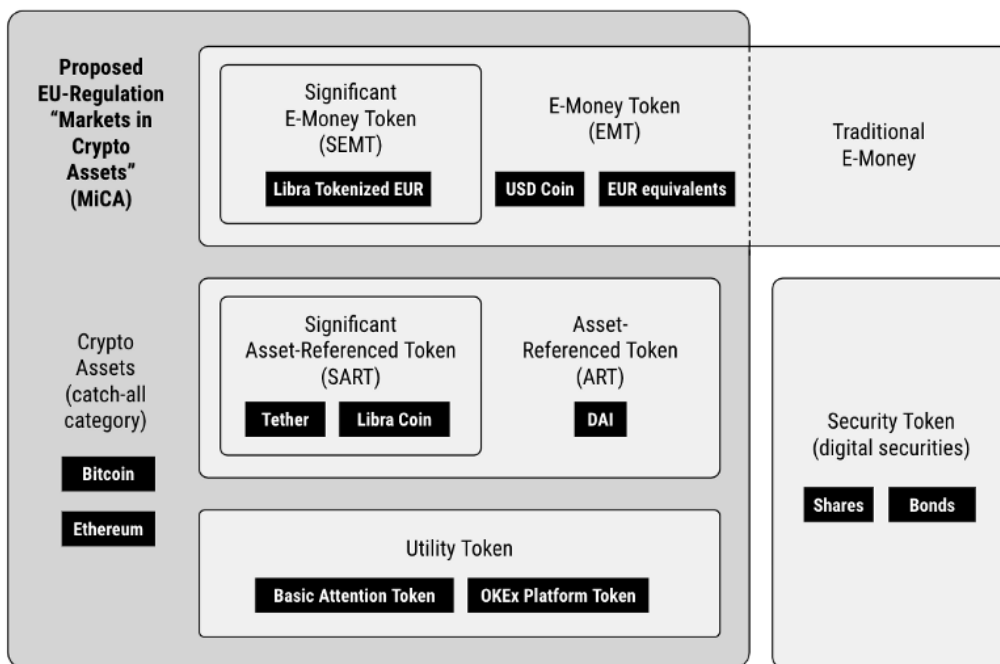 Proposed
EU-Regulation
“Markets in
Crypto
Assets”
(MiCA)
Significant
E-Money Token
(SEMT)
Libra Tokenized EUR
E-Money Token
(EMT)
USD Coin
EUR equivalents
Traditional
E-Money
Crypto
Assets
(catch-all
category)
Bitcoin
Ethereum
Significant
Asset-Referenced Token
(SART)
Tether
Libra Coin
Asset-
Referenced Token
(ART)
DAI
Utility Token
Basic Attention Token
OKEx Platform Token
Security Token
(digital securities)
Shares
Bonds